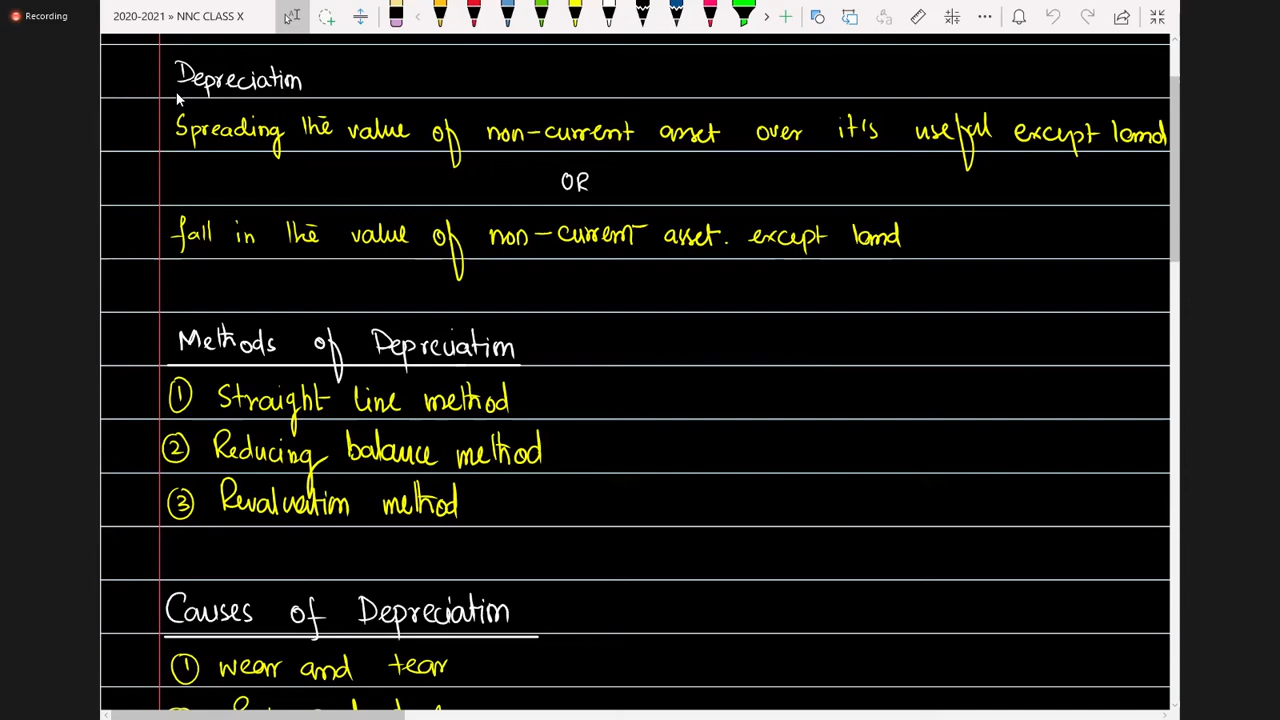 Recording
2020-2021 » NNC CLASS X
Depreciation
Spreading the value of non-current asset over it's useful except land
OR
fall in the value of non-current asset. except land
Methods of Depreciation
① Straight line method
② Reducing balance method
③ Revaluation method
Causes of Depreciation
① wear and tear